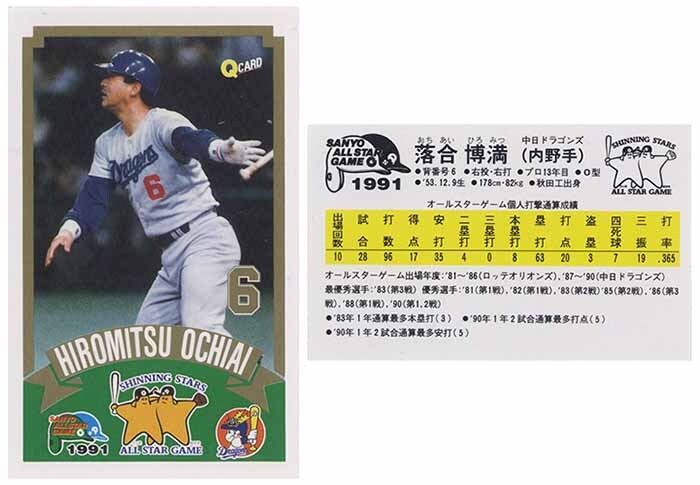 Q CARD
Dragons
6
6
HIROMITSU OCHIAI
SHINNING STARS
SANYO
ALL STAR
GAME
1991
ALL STAR GAME
Dragons
SANYO
ALL STAR
GAME
1991
おち あい ひろ みつ
落合 博満
中日ドラゴンズ
(内野手)
●背番号6 ●右投・右打 ●プロ13年目 ●O型
●'53.12.9生 ●178cm・82kg ●秋田工出身
SHINNING STARS
ALL STAR GAME
オールスターゲーム個人打撃通算成績
出場回数 試合 打数 得点 安打 二塁打 三塁打 本塁打 塁打 打点 盗塁 四死球 三振 打率
10 28 96 17 35 4 0 8 63 20 3 7 19 .365
オールスターゲーム出場年度:'81〜'86(ロッテオリオンズ)、'87〜'90(中日ドラゴンズ)
最優秀選手:'83(第3戦) 優秀選手:'81(第1戦)、'82(第1戦)、'83(第2戦)'85(第2戦)、'86(第3
戦)、'88(第1戦)、'90(第1,2戦)
●'83年1年通算最多本塁打(3) ●'90年1年2試合通算最多打点(5)
●'90年1年2試合通算最多安打(5)